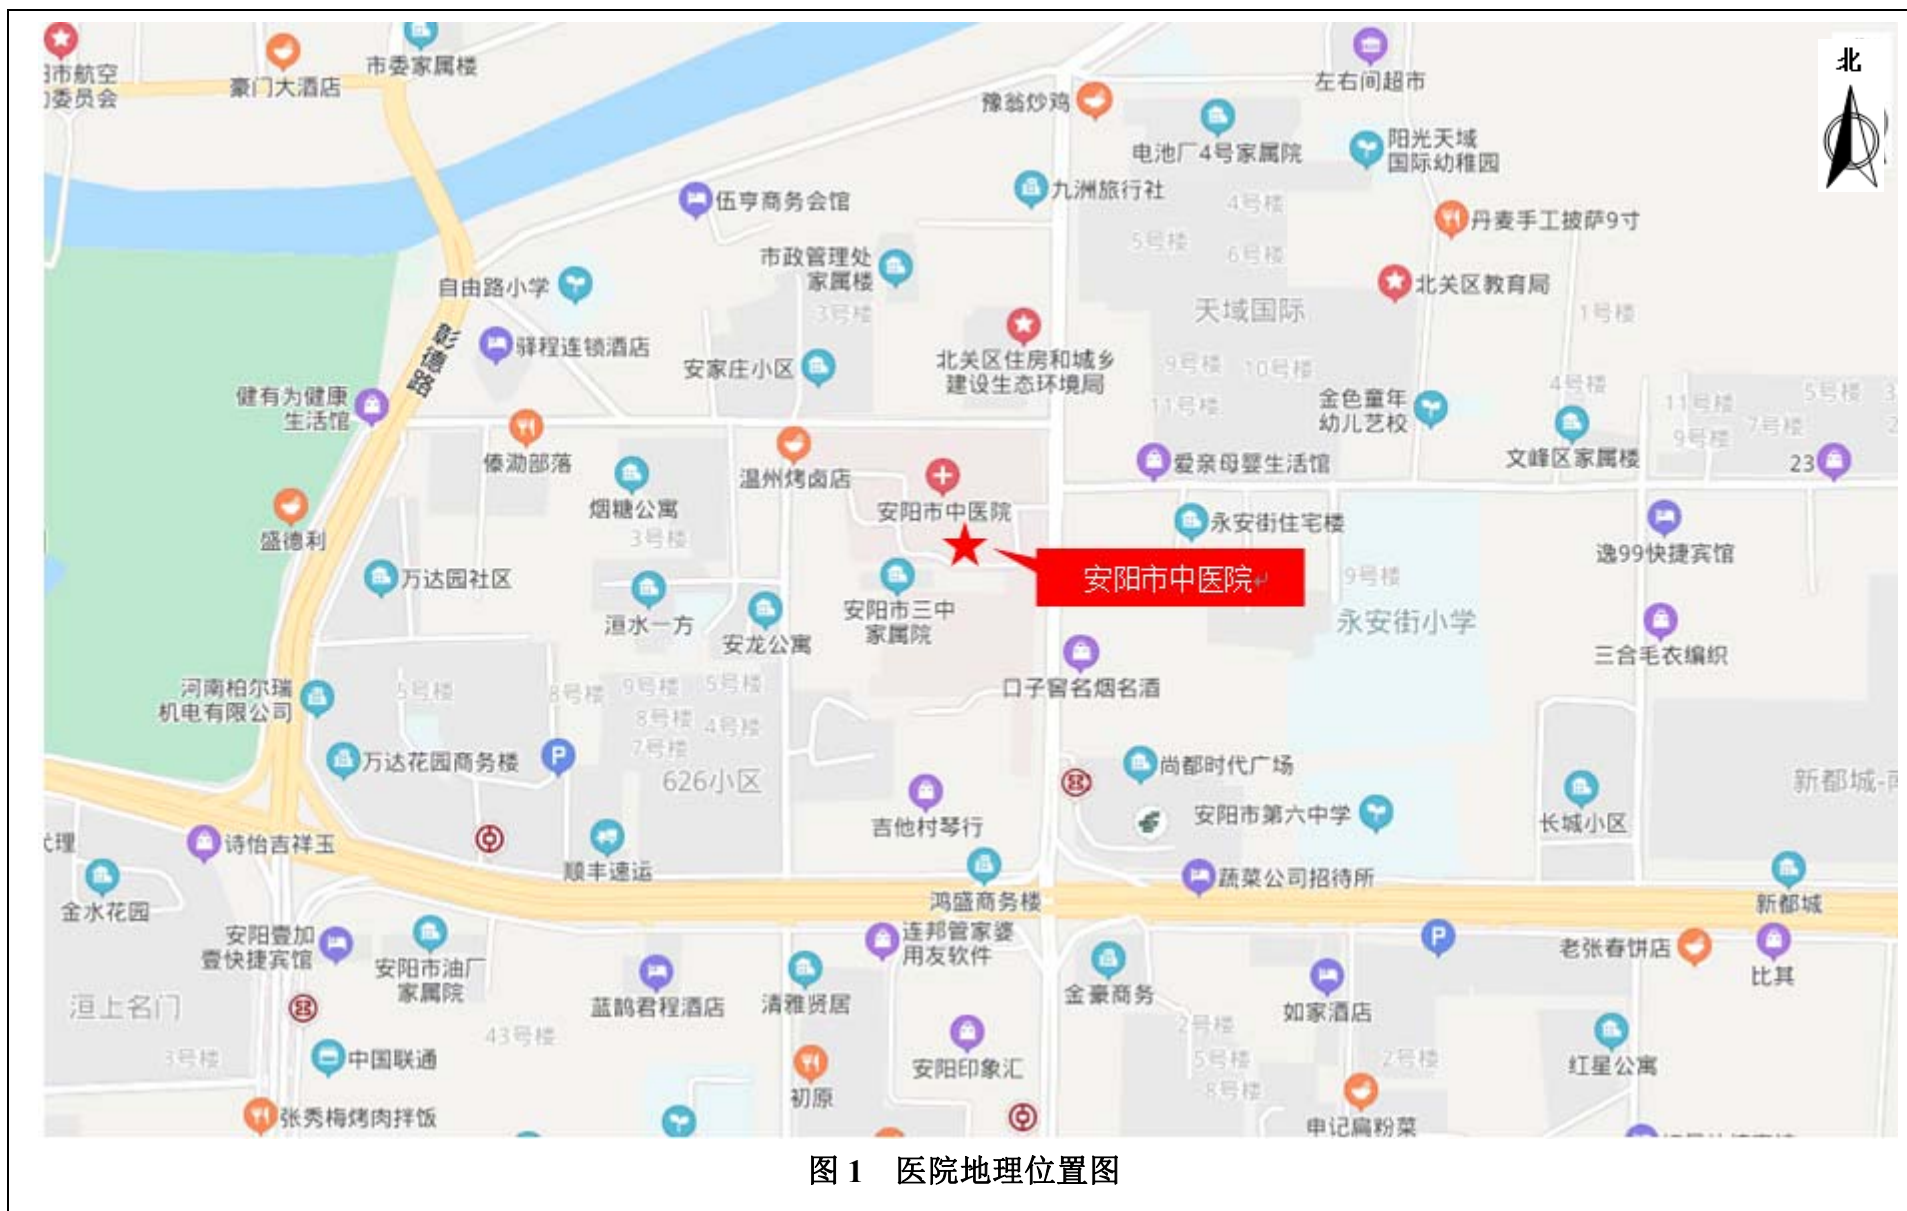 市委家属楼
豪门大酒店
阳市航空
委员会
北
左右间超市
豫翁炒鸡
电池厂4号家属院
阳光天域
国际幼稚园
九洲旅行社
伍亨商务会馆
4号楼
丹麦手工披萨9寸
5号楼
6号楼
市政管理处
家属楼
3号楼
自由路小学
北关区教育局
天域国际
1号楼
彰德路
驿程连锁酒店
安家庄小区
北关区住房和城乡
建设生态环境局
9号楼
10号楼
11号楼
金色童年
幼儿艺校
4号楼
11号楼
5号楼
3
9号楼
7号楼
2
健有为健康
生活馆
傣泐部落
温州烤卤店
爱亲母婴生活馆
文峰区家属楼
23
烟糖公寓
3号楼
安阳市中医院
永安街住宅楼
盛德利
逸99快捷宾馆
万达园社区
安阳市中医院
9号楼
洹水一方
安龙公寓
安阳市三中
家属院
永安街小学
三合毛衣编织
河南柏尔瑞
机电有限公司
5号楼
8号楼
9号楼
5号楼
8号楼
4号楼
7号楼
口子窖名烟名酒
万达花园商务楼
P
626小区
尚都时代广场
新都城-南
吉他村琴行
安阳市第六中学
长城小区
代理
诗怡吉祥玉
顺丰速运
金水花园
鸿盛商务楼
蔬菜公司招待所
新都城
安阳壹加
壹快捷宾馆
安阳市油厂
家属院
连邦管家婆
用友软件
P
老张春饼店
比其
洹上名门
蓝鹊君程酒店
清雅贤居
金豪商务
如家酒店
43号楼
3号楼
中国联通
初原
安阳印象汇
2号楼
5号楼
8号楼
2号楼
红星公寓
张秀梅烤肉拌饭
申记扁粉菜
图 1 医院地理位置图